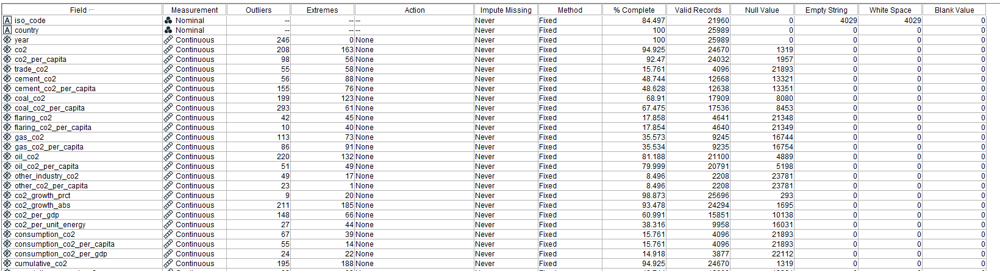 Field Measurement Outliers Extremes Action Impute Missing Method % Complete Valid Records Null Value Empty String White Space Blank Value
A iso_code Nominal -- -- -- Never Fixed 84.497 21960 0 4029 4029 0
A country Nominal -- -- -- Never Fixed 100 25989 0 0 0 0
year Continuous 246 0 None Never Fixed 100 25989 0 0 0 0
co2 Continuous 208 163 None Never Fixed 94.925 24670 1319 0 0 0
co2_per_capita Continuous 98 56 None Never Fixed 92.47 24032 1957 0 0 0
trade_co2 Continuous 55 58 None Never Fixed 15.761 4096 21893 0 0 0
cement_co2 Continuous 56 88 None Never Fixed 48.744 12668 13321 0 0 0
cement_co2_per_capita Continuous 155 76 None Never Fixed 48.628 12638 13351 0 0 0
coal_co2 Continuous 199 123 None Never Fixed 68.91 17909 8080 0 0 0
coal_co2_per_capita Continuous 293 61 None Never Fixed 67.475 17536 8453 0 0 0
flaring_co2 Continuous 42 45 None Never Fixed 17.858 4641 21348 0 0 0
flaring_co2_per_capita Continuous 10 40 None Never Fixed 17.854 4640 21349 0 0 0
gas_co2 Continuous 113 73 None Never Fixed 35.573 9245 16744 0 0 0
gas_co2_per_capita Continuous 86 91 None Never Fixed 35.534 9235 16754 0 0 0
oil_co2 Continuous 220 132 None Never Fixed 81.188 21100 4889 0 0 0
oil_co2_per_capita Continuous 51 49 None Never Fixed 79.999 20791 5198 0 0 0
other_industry_co2 Continuous 49 17 None Never Fixed 8.496 2208 23781 0 0 0
other_co2_per_capita Continuous 23 1 None Never Fixed 8.496 2208 23781 0 0 0
co2_growth_prct Continuous 9 20 None Never Fixed 98.873 25696 293 0 0 0
co2_growth_abs Continuous 211 185 None Never Fixed 93.478 24294 1695 0 0 0
co2_per_gdp Continuous 148 66 None Never Fixed 60.991 15851 10138 0 0 0
co2_per_unit_energy Continuous 27 44 None Never Fixed 38.316 9958 16031 0 0 0
consumption_co2 Continuous 67 39 None Never Fixed 15.761 4096 21893 0 0 0
consumption_co2_per_capita Continuous 55 14 None Never Fixed 15.761 4096 21893 0 0 0
consumption_co2_per_gdp Continuous 24 22 None Never Fixed 14.918 3877 22112 0 0 0
cumulative_co2 Continuous 195 188 None Never Fixed 94.925 24670 1319 0 0 0